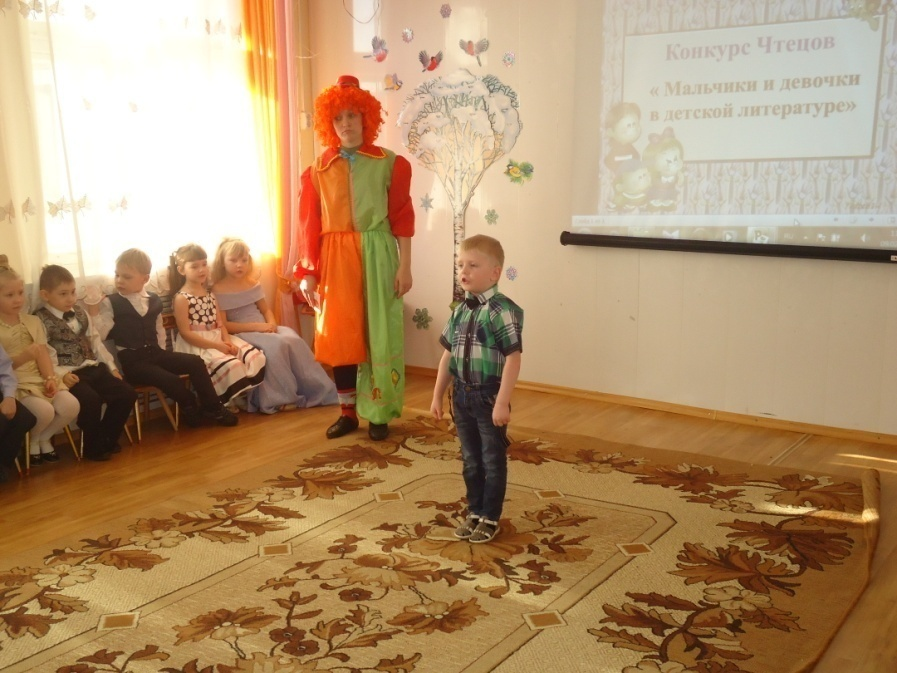 Конкурс Чтецов
« Мальчики и девочки
в детской литературе»